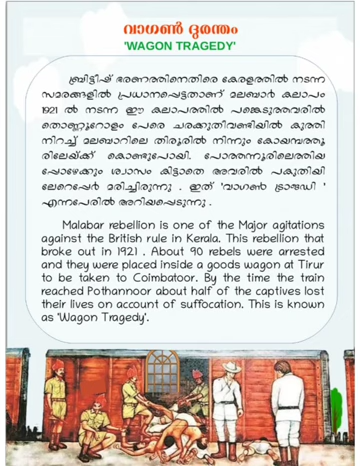 വാഗൺ ദുരന്തം
'WAGON TRAGEDY'
ബ്രിട്ടീഷ് ഭരണത്തിനെതിരെ കേരളത്തിൽ നടന്ന
സമരങ്ങളിൽ പ്രധാനപ്പെട്ടതാണ് മലബാർ കലാപം
1921 ൽ നടന്ന ഈ കലാപത്തിൽ പങ്കെടുത്തവരിൽ
തൊണ്ണൂറോളം പേരെ ചരക്കുതീവണ്ടിയിൽ കുത്തി
നിറച്ച് മലബാറിലെ തിരൂരിൽ നിന്നും കോയമ്പത്തൂ
രിലേയ്ക്ക് കൊണ്ടുപോയി. പോത്തന്നൂരിലെത്തിയ
പ്പോഴേക്കും ശ്വാസം കിട്ടാതെ അവരിൽ പകുതിയി
ലേറെപ്പേർ മരിച്ചിരുന്നു . ഇത് 'വാഗൺ ട്രാജഡി '
എന്നപേരിൽ അറിയപ്പെടുന്നു .
Malabar rebellion is one of the Major agitations
against the British rule in Kerala. This rebellion that
broke out in 1921 . About 90 rebels were arrested
and they were placed inside a goods wagon at Tirur
to be taken to Coimbatoor. By the time the train
reached Pothannoor about half of the captives lost
their lives on account of suffocation. This is known
as 'Wagon Tragedy'.